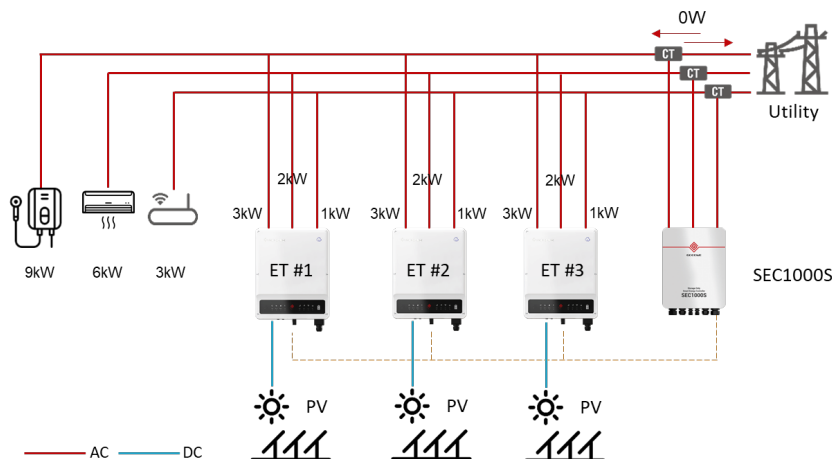 0W
CT
CT
CT
Utility
2kW
2kW
2kW
3kW
1kW
3kW
1kW
3kW
1kW
ET #1
ET #2
ET #3
SEC1000S
9kW
6kW
3kW
SEC1000S
PV
PV
PV
AC
DC